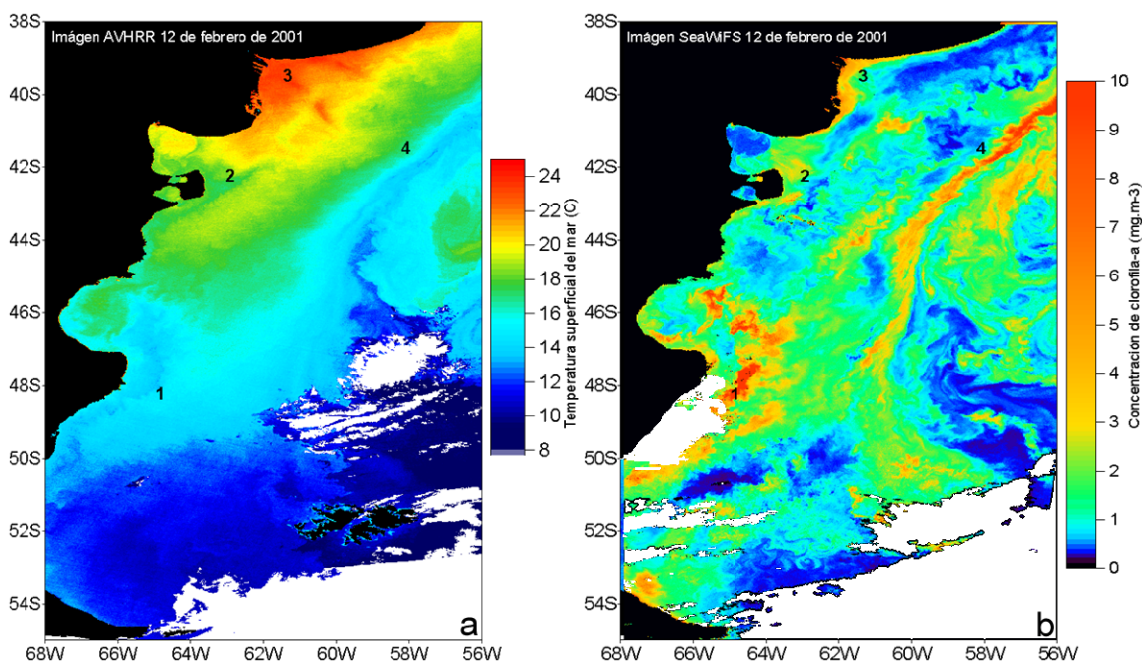 Imágen AVHRR 12 de febrero de 2001
38S
40S
42S
44S
46S
48S
50S
52S
54S
68W 66W 64W 62W 60W 58W 56W
3
2
4
1
a
24
22
20
18
16
14
12
10
8
Temperatura superficial del mar (C)
Imágen SeaWiFS 12 de febrero de 2001
38S
40S
42S
44S
46S
48S
50S
52S
54S
68W 66W 64W 62W 60W 58W 56W
3
4
2
1
b
10
9
8
7
6
5
4
3
2
1
0
Concentracion de clorofila-a (mg.m-3)